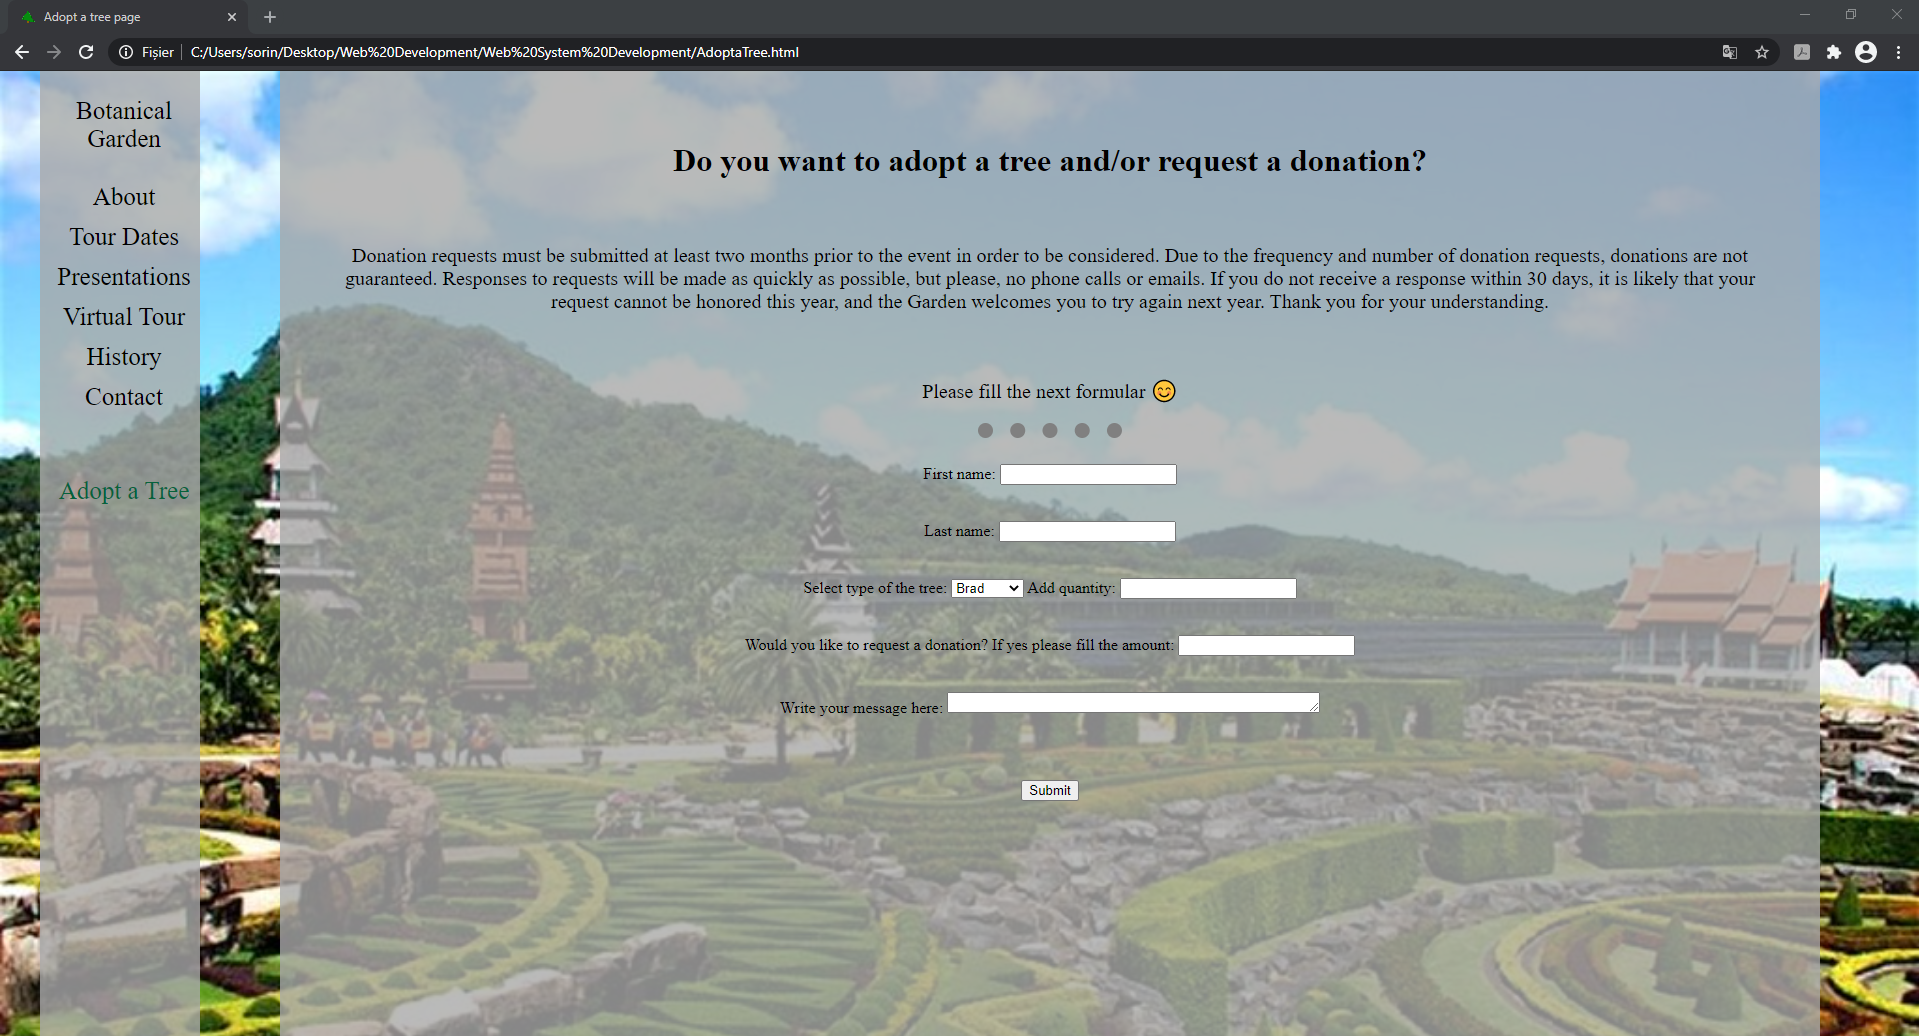 Adopt a tree page
Fișier
C:/Users/sorin/Desktop/Web%20Development/Web%20System%20Development/AdoptaTree.html
Botanical
Garden
About
Tour Dates
Presentations
Virtual Tour
History
Contact
Adopt a Tree
Do you want to adopt a tree and/or request a donation?
Donation requests must be submitted at least two months prior to the event in order to be considered. Due to the frequency and number of donation requests, donations are not
guaranteed. Responses to requests will be made as quickly as possible, but please, no phone calls or emails. If you do not receive a response within 30 days, it is likely that your
request cannot be honored this year, and the Garden welcomes you to try again next year. Thank you for your understanding.
Please fill the next formular 😊
First name:
Last name:
Select type of the tree: Brad Add quantity:
Would you like to request a donation? If yes please fill the amount:
Write your message here:
Submit